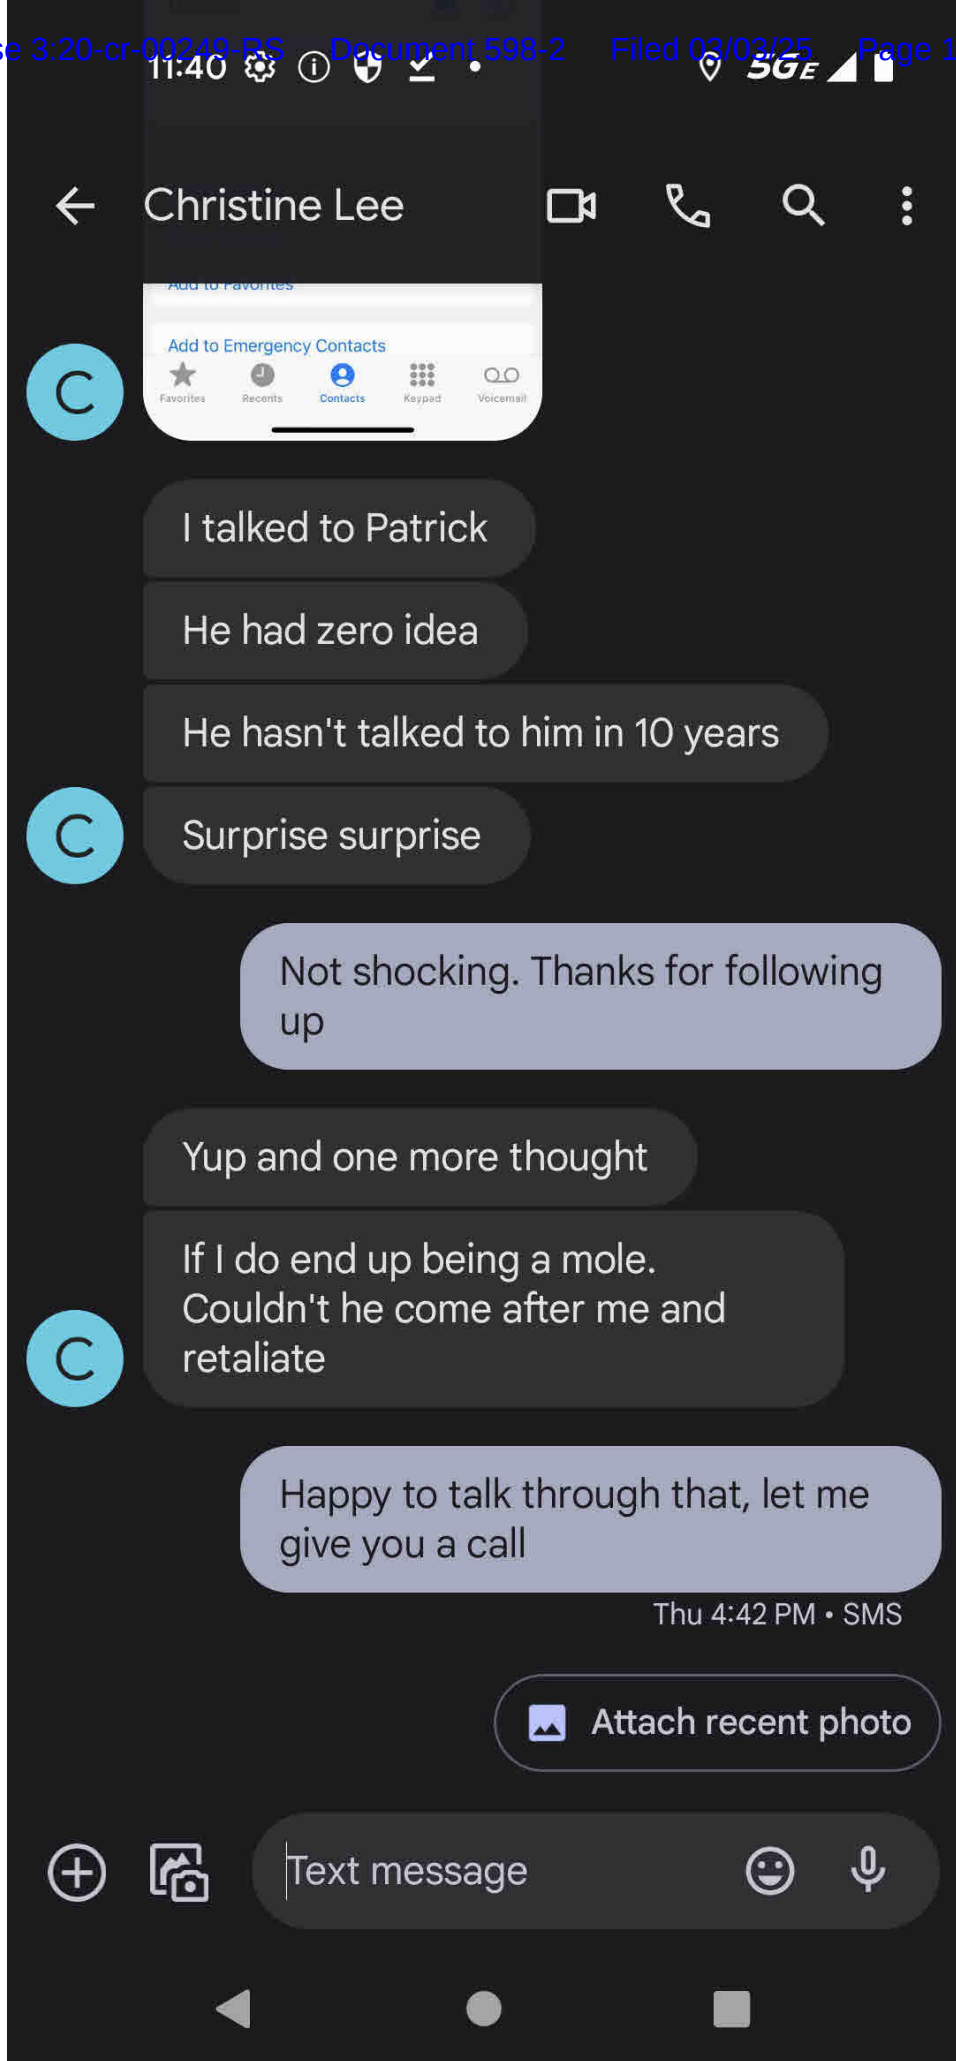 se 3:20-cr-00249-RS Document 598-2 Filed 03/03/25 Page 1
11:40 5GE
Christine Lee
Add to Favorites
Add to Emergency Contacts
Favorites Recents Contacts Keypad Voicemail
C
I talked to Patrick
He had zero idea
He hasn't talked to him in 10 years
C
Surprise surprise
Not shocking. Thanks for following
up
Yup and one more thought
If I do end up being a mole.
Couldn't he come after me and
retaliate
C
Happy to talk through that, let me
give you a call
Thu 4:42 PM • SMS
Attach recent photo
Text message